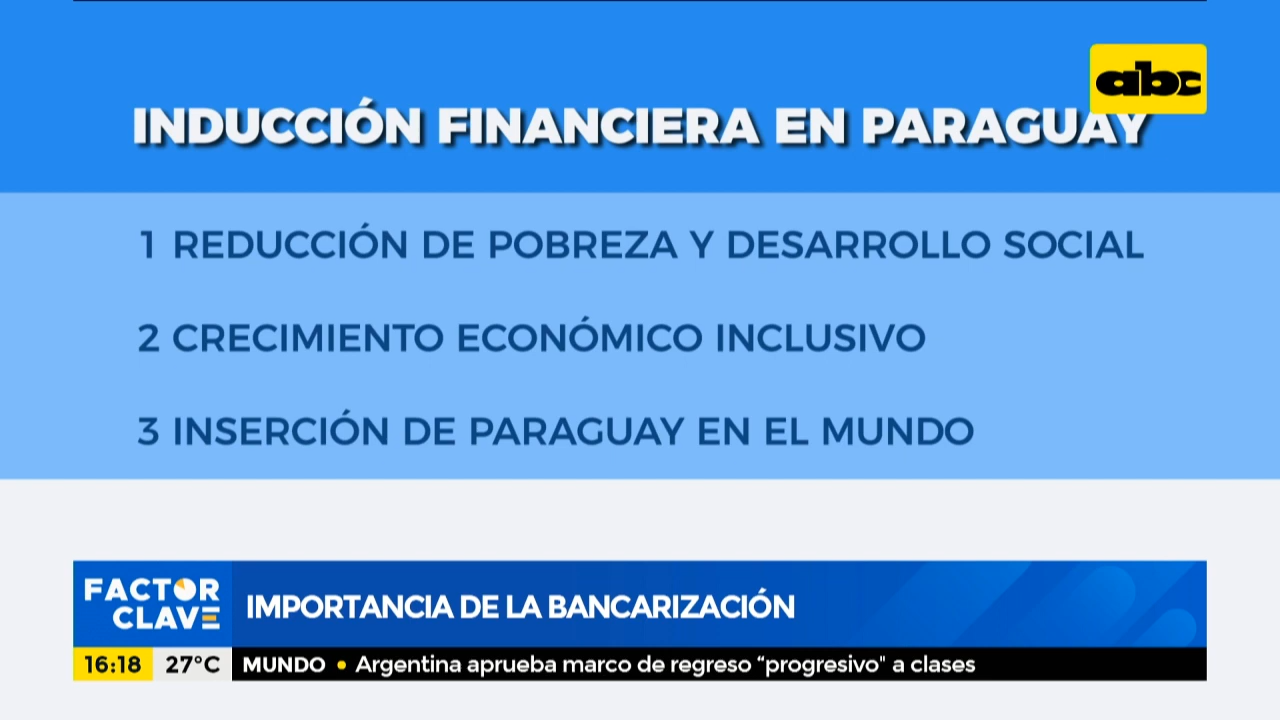 abc
INDUCCIÓN FINANCIERA EN PARAGUAY
1 REDUCCIÓN DE POBREZA Y DESARROLLO SOCIAL
2 CRECIMIENTO ECONÓMICO INCLUSIVO
3 INSERCIÓN DE PARAGUAY EN EL MUNDO
FACTOR
CLAVE
IMPORTANCIA DE LA BANCARIZACIÓN
16:18 27°C MUNDO • Argentina aprueba marco de regreso “progresivo" a clases